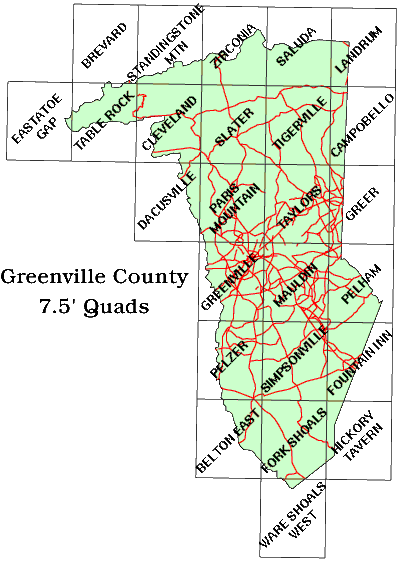 BREVARD
STANDINGSTONE
MTN
ZIRCONIA
SALUDA
LANDRUM
EASTATOE
GAP
TABLE ROCK
CLEVELAND
SLATER
TIGERVILLE
CAMPOBELLO
DACUSVILLE
PARIS
MOUNTAIN
TAYLORS
GREER
Greenville County
7.5' Quads
GREENVILLE
MAULDIN
PELHAM
PELZER
SIMPSONVILLE
FOUNTAIN INN
BELTON EAST
FORK SHOALS
HICKORY
TAVERN
WARE SHOALS
WEST